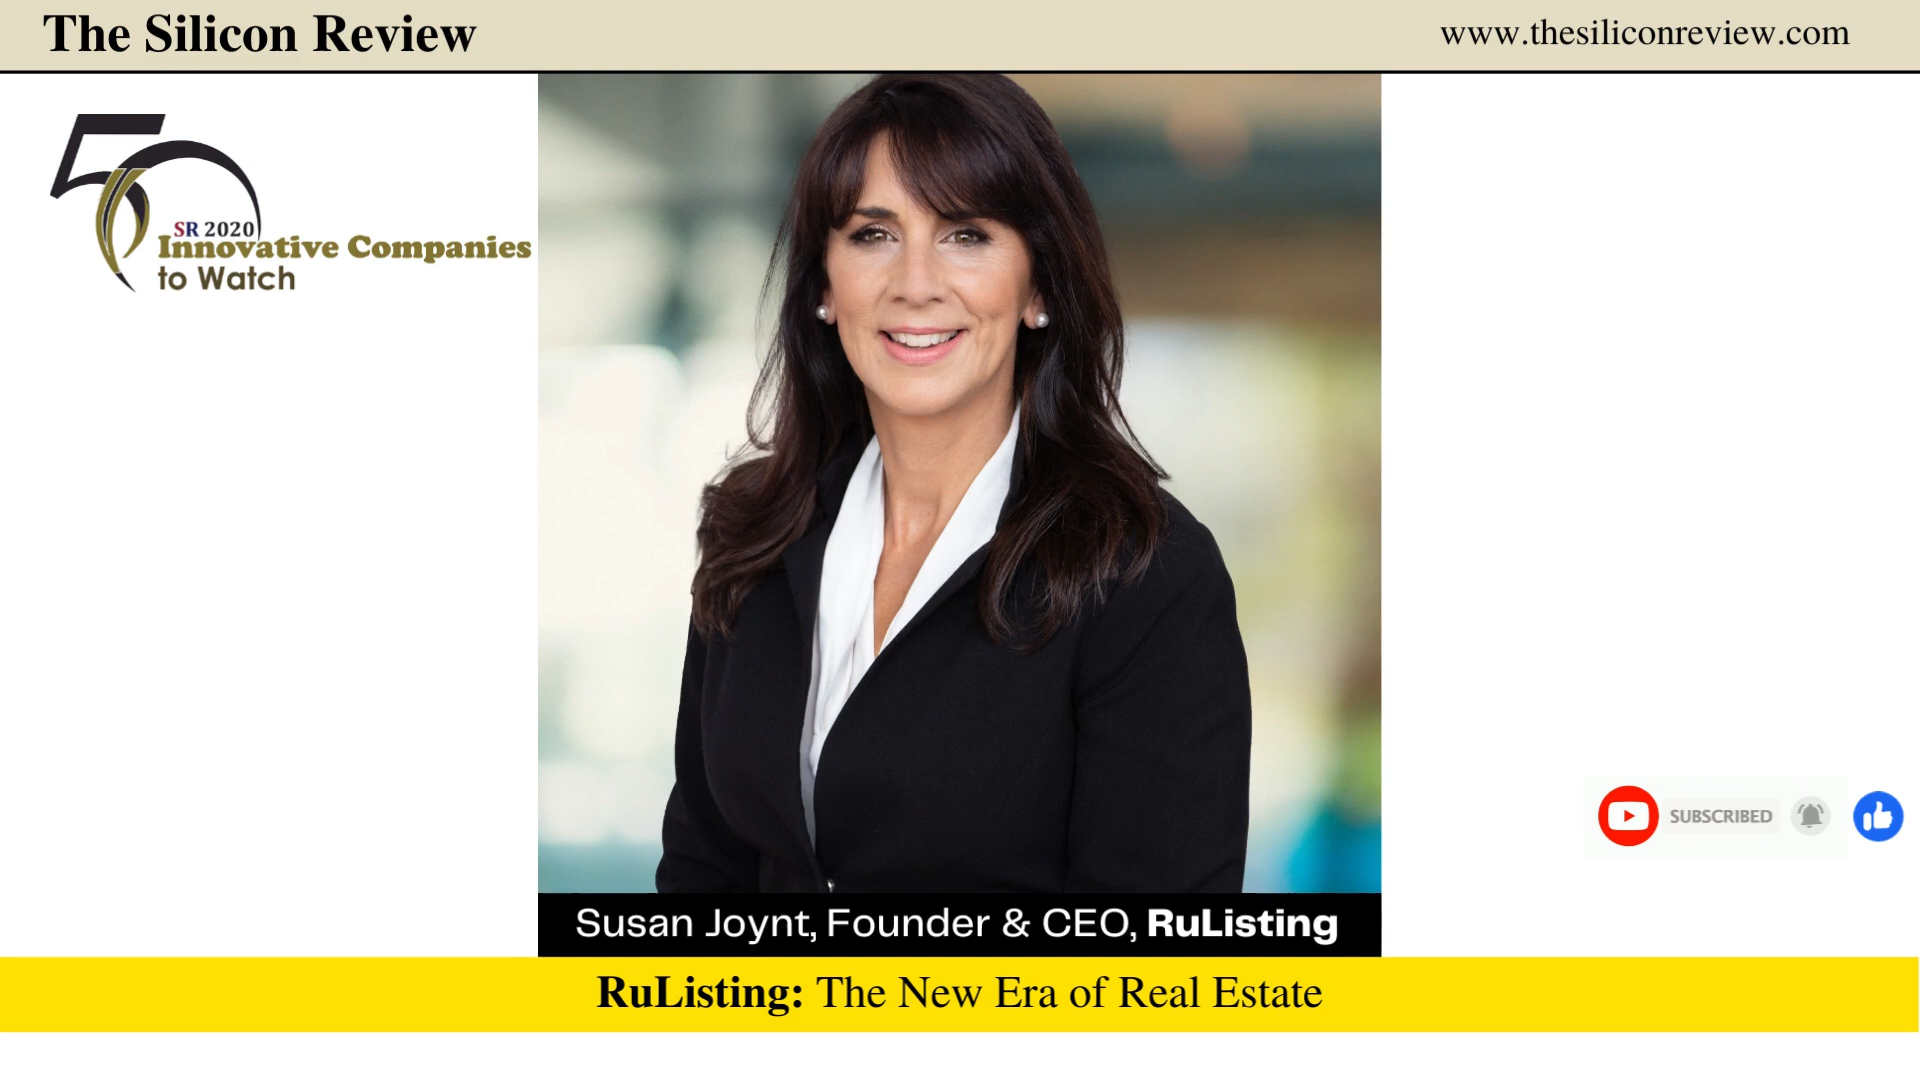 The Silicon Review
www.thesiliconreview.com
50
SR 2020
Innovative Companies
to Watch
SUBSCRIBED
Susan Joynt, Founder & CEO, RuListing
RuListing: The New Era of Real Estate